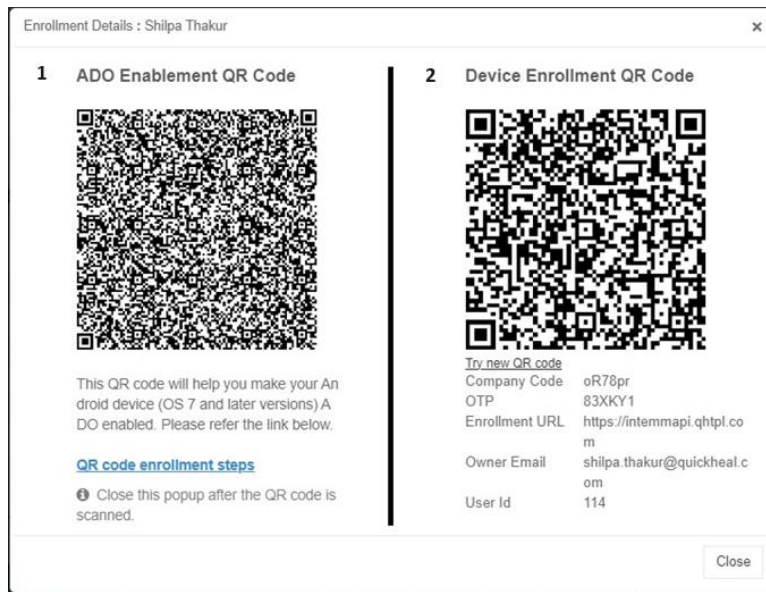 Enrollment Details : Shilpa Thakur ×
1 ADO Enablement QR Code
This QR code will help you make your An
droid device (OS 7 and later versions) A
DO enabled. Please refer the link below.
QR code enrollment steps
Close this popup after the QR code is
scanned.
2 Device Enrollment QR Code
Try new QR code
Company Code oR78pr
OTP 83XKY1
Enrollment URL https://intemmapi.qhtpl.co
m
Owner Email shilpa.thakur@quickheal.c
om
User Id 114
Close